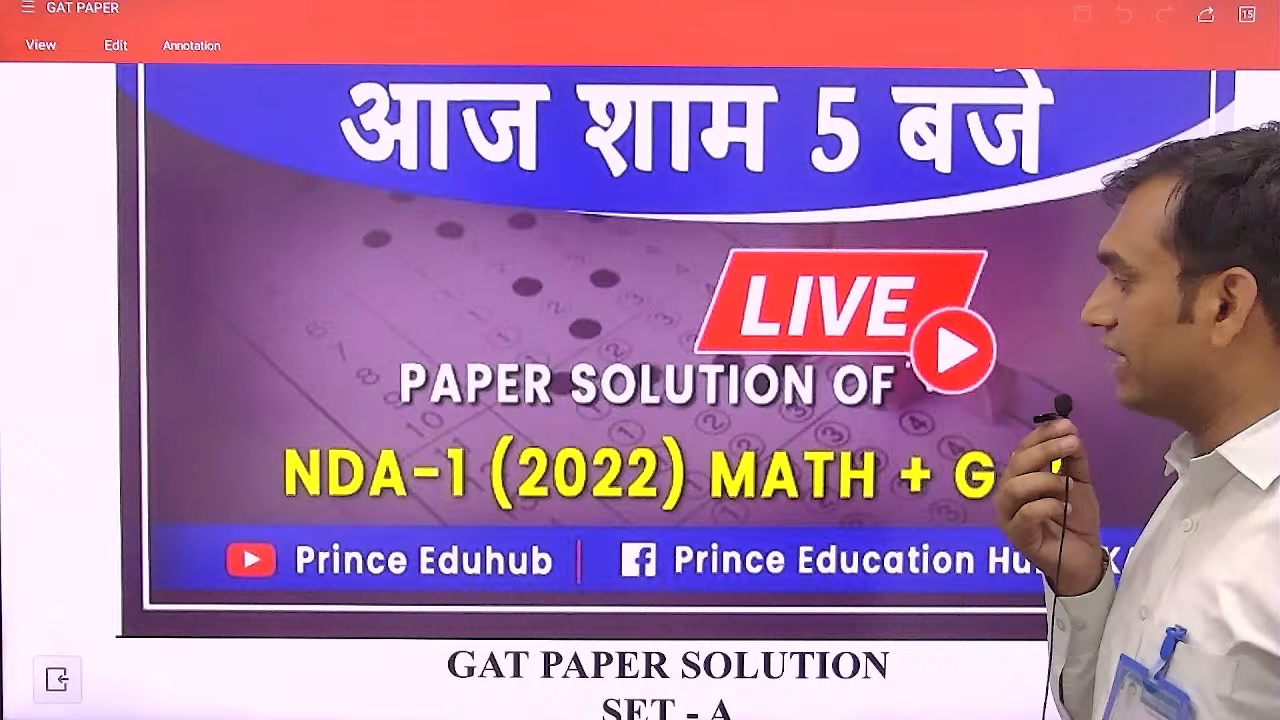 GAT PAPER
15
View Edit Annotation
आज शाम 5 बजे
LIVE
PAPER SOLUTION OF
NDA-1 (2022) MATH +
Prince Eduhub
Prince Education
GAT PAPER SOLUTION
SET - A